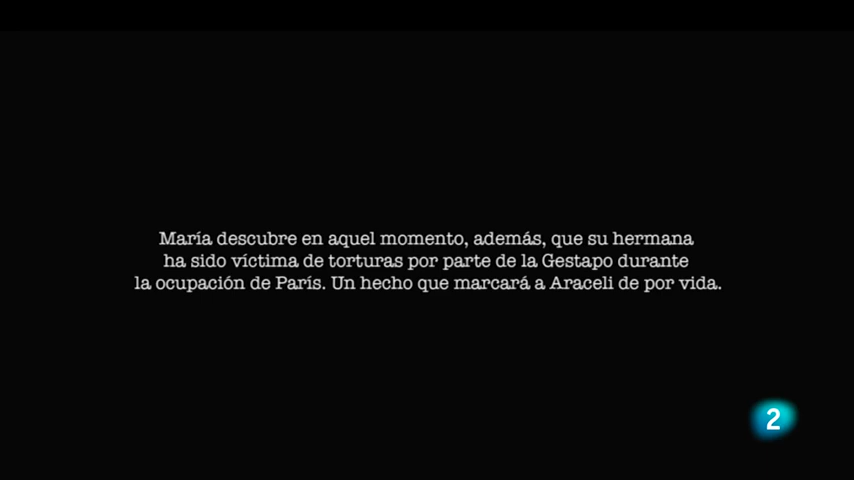 María descubre en aquel momento, además, que su hermana
ha sido víctima de torturas por parte de la Gestapo durante
la ocupación de París. Un hecho que marcará a Araceli de por vida.
2